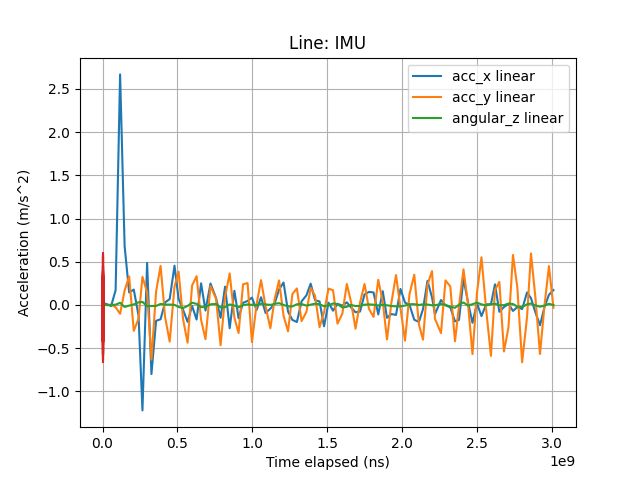 Line: IMU
acc_x linear
acc_y linear
angular_z linear
Acceleration (m/s^2)
2.5
2.0
1.5
1.0
0.5
0.0
−0.5
−1.0
0.0
0.5
1.0
1.5
2.0
2.5
3.0
1e9
Time elapsed (ns)